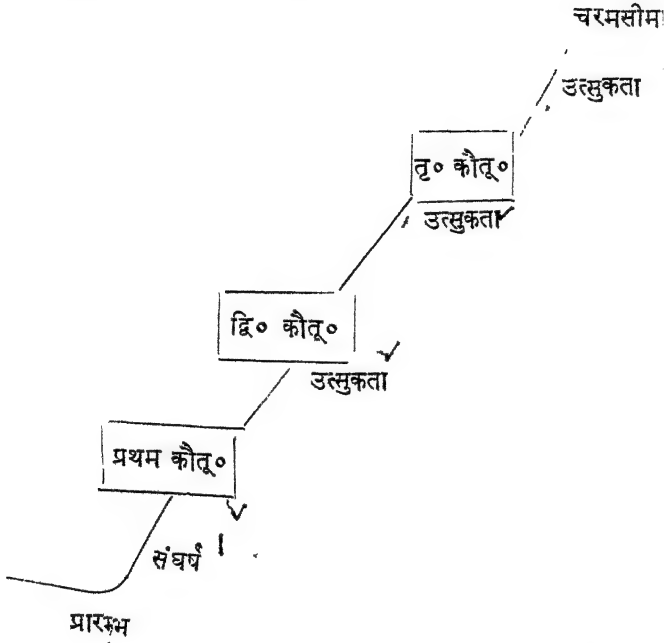 चरमसीमा
उत्सुकता
तृ० कौतू०
उत्सुकता
द्वि० कौतू०
उत्सुकता
प्रथम कौतू०
संघर्ष
प्रारम्भ